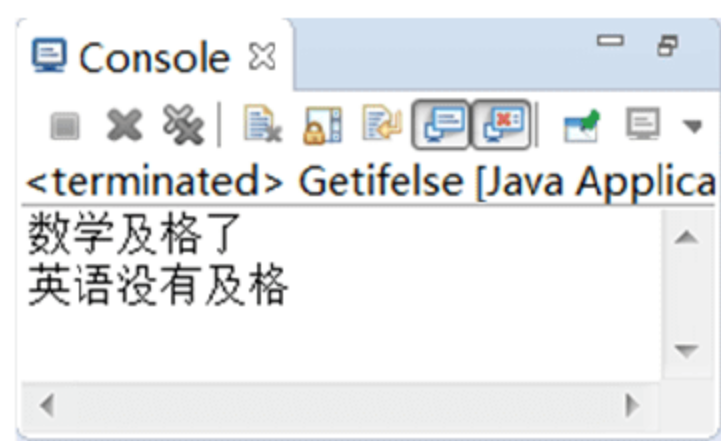 Console
<terminated> Getifelse [Java Applica
数学及格了
英语没有及格